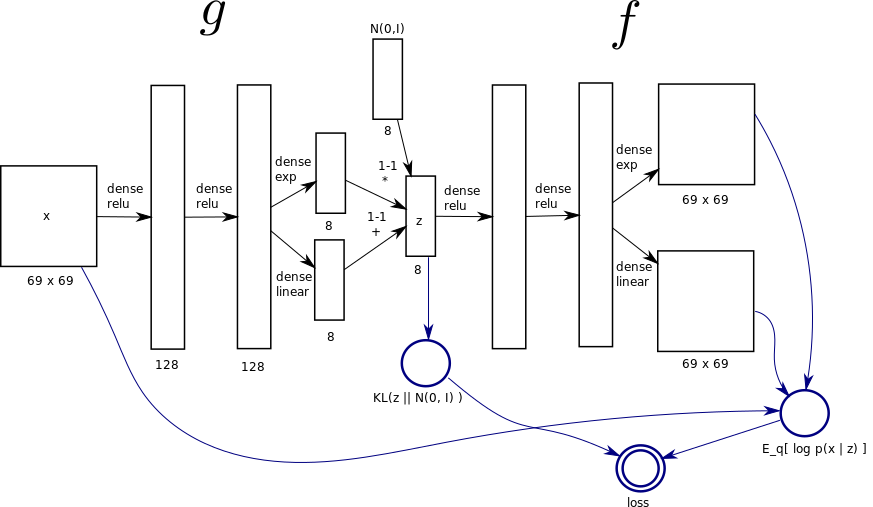 g
f
N(0,I)
8
dense
relu
dense
relu
dense
exp
1-1
*
dense
relu
dense
relu
dense
exp
69 x 69
x
69 x 69
8
1-1
+
z
8
dense
linear
8
dense
linear
69 x 69
128
128
KL(z || N(0, I) )
E_q[ log p(x | z) ]
loss